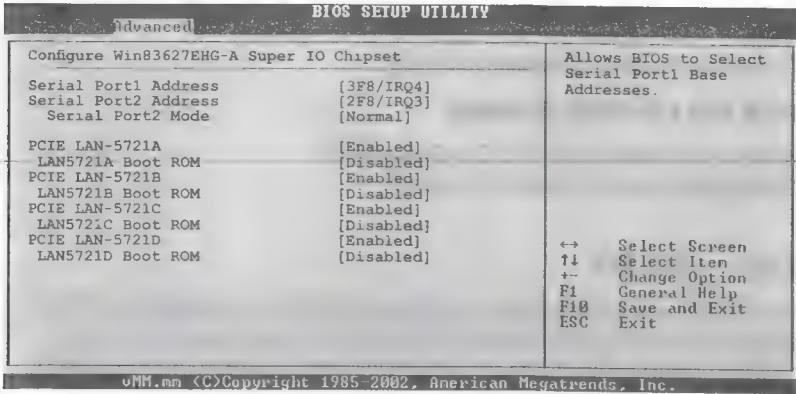 BIOS SETUP UTILITY
Advanced
Configure Win83627EHG-A Super IO Chipset
Serial Port1 Address [3F8/IRQ4]
Serial Port2 Address [2F8/IRQ3]
Serial Port2 Mode [Normal]
PCIE LAN-5721A [Enabled]
LAN5721A Boot ROM [Disabled]
PCIE LAN-5721B [Enabled]
LAN5721B Boot ROM [Disabled]
PCIE LAN-5721C [Enabled]
LAN5721C Boot ROM [Disabled]
PCIE LAN-5721D [Enabled]
LAN5721D Boot ROM [Disabled]
Allows BIOS to Select
Serial Port1 Base
Addresses.
↔ Select Screen
↑↓ Select Item
+- Change Option
F1 General Help
F10 Save and Exit
ESC Exit
vMM.mm (C)Copyright 1985-2002, American Megatrends, Inc.